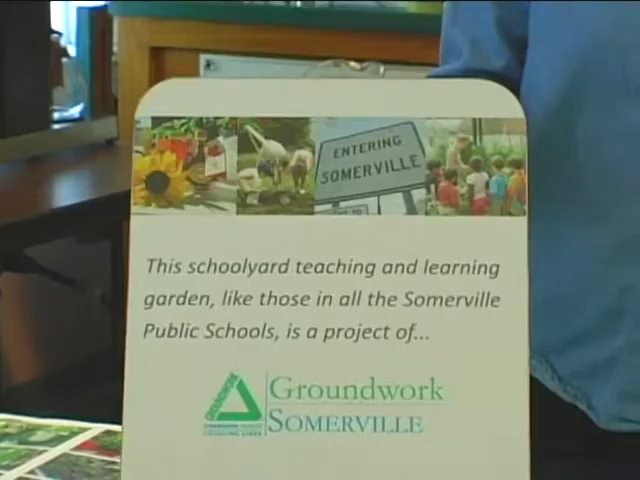 ENTERING
SOMERVILLE
This schoolyard teaching and learning
garden, like those in all the Somerville
Public Schools, is a project of...
GROUNDWORK
Groundwork
SOMERVILLE